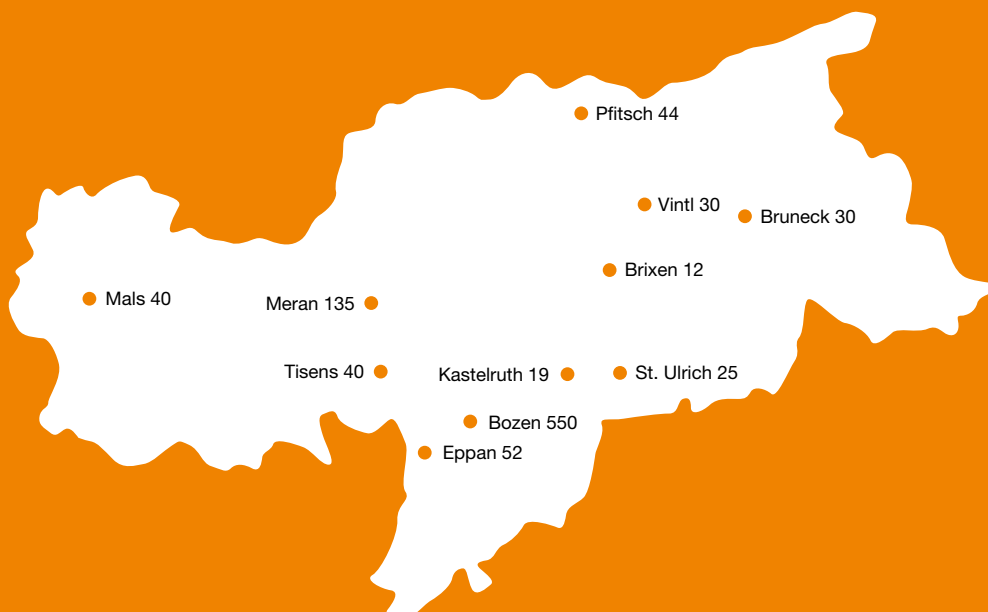 Pfitsch 44
Vintl 30
Bruneck 30
Brixen 12
Mals 40
Meran 135
Tisens 40
Kastelruth 19
St. Ulrich 25
Bozen 550
Eppan 52